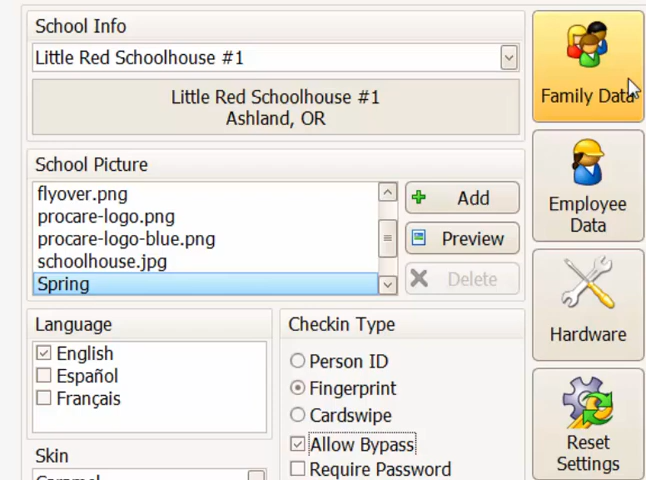 School Info
Little Red Schoolhouse #1
Little Red Schoolhouse #1
Ashland, OR
School Picture
flyover.png
procare-logo.png
procare-logo-blue.png
schoolhouse.jpg
Spring
Add
Preview
Delete
Language
English
Español
Français
Skin
Checkin Type
Person ID
Fingerprint
Cardswipe
Allow Bypass
Require Password
Family Data
Employee
Data
Hardware
Reset
Settings